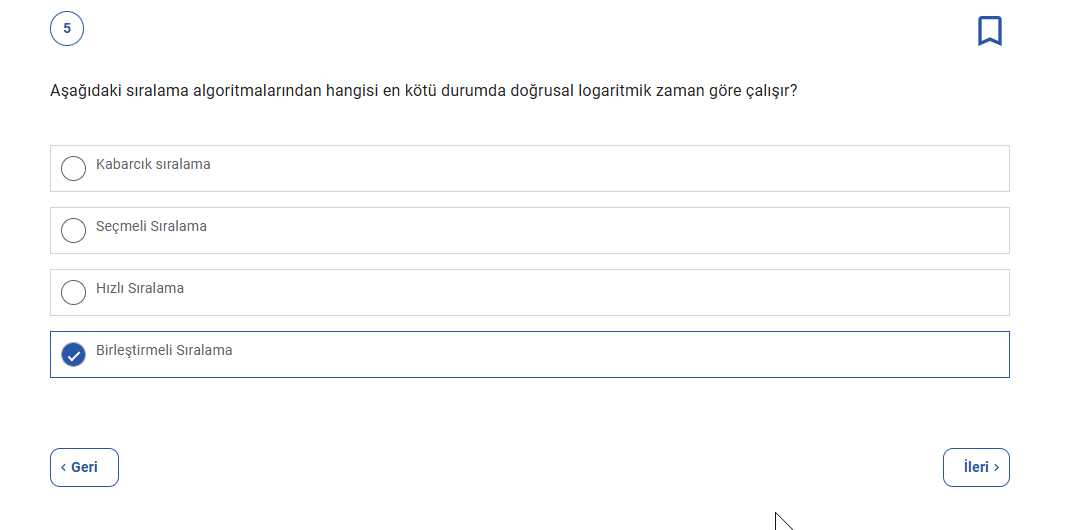 5
Aşağıdaki sıralama algoritmalarından hangisi en kötü durumda doğrusal logaritmik zaman göre çalışır?
Kabarcık sıralama
Seçmeli Sıralama
Hızlı Sıralama
Birleştirmeli Sıralama
‹ Geri
İleri ›